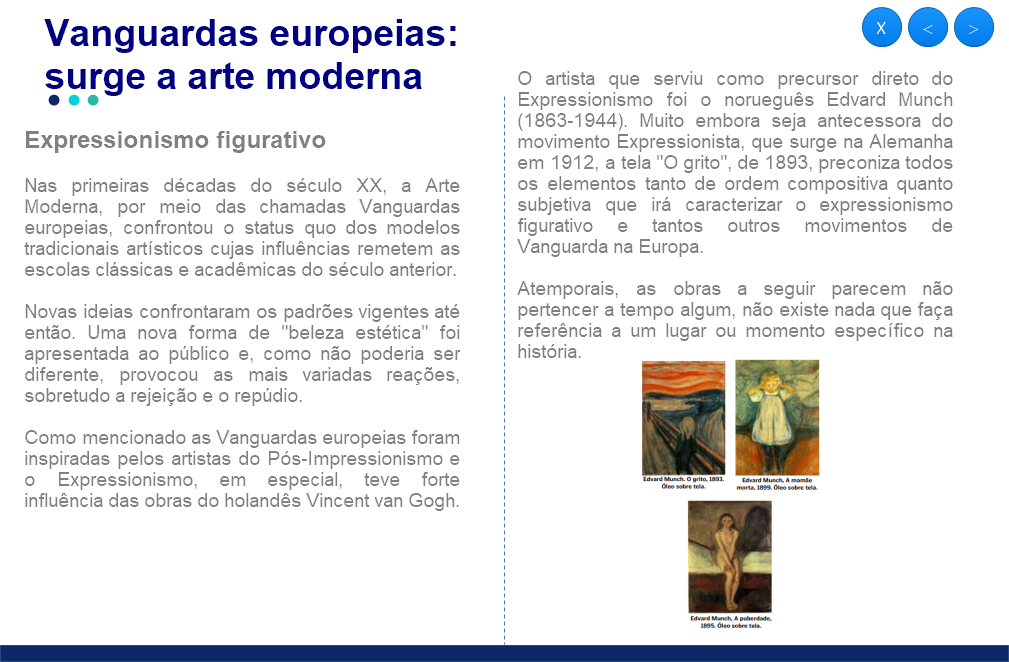 Vanguardas europeias:
surge a arte moderna
X
<
>
Expressionismo figurativo
Nas primeiras décadas do século XX, a Arte
Moderna, por meio das chamadas Vanguardas
europeias, confrontou o status quo dos modelos
tradicionais artísticos cujas influências remetem as
escolas clássicas e acadêmicas do século anterior.
Novas ideias confrontaram os padrões vigentes até
então. Uma nova forma de "beleza estética" foi
apresentada ao público e, como não poderia ser
diferente, provocou as mais variadas reações,
sobretudo a rejeição e o repúdio.
Como mencionado as Vanguardas europeias foram
inspiradas pelos artistas do Pós-Impressionismo e
o Expressionismo, em especial, teve forte
influência das obras do holandês Vincent van Gogh.
O artista que serviu como precursor direto do
Expressionismo foi o norueguês Edvard Munch
(1863-1944). Muito embora seja antecessora do
movimento Expressionista, que surge na Alemanha
em 1912, a tela "O grito", de 1893, preconiza todos
os elementos tanto de ordem compositiva quanto
subjetiva que irá caracterizar o expressionismo
figurativo e tantos outros movimentos de
Vanguarda na Europa.
Atemporais, as obras a seguir parecem não
pertencer a tempo algum, não existe nada que faça
referência a um lugar ou momento específico na
história.
Edvard Munch. O grito, 1893.
Óleo sobre tela.
Edvard Munch, A mamãe
morta, 1899. Óleo sobre tela.
Edvard Munch, A puberdade,
1895. Óleo sobre tela.